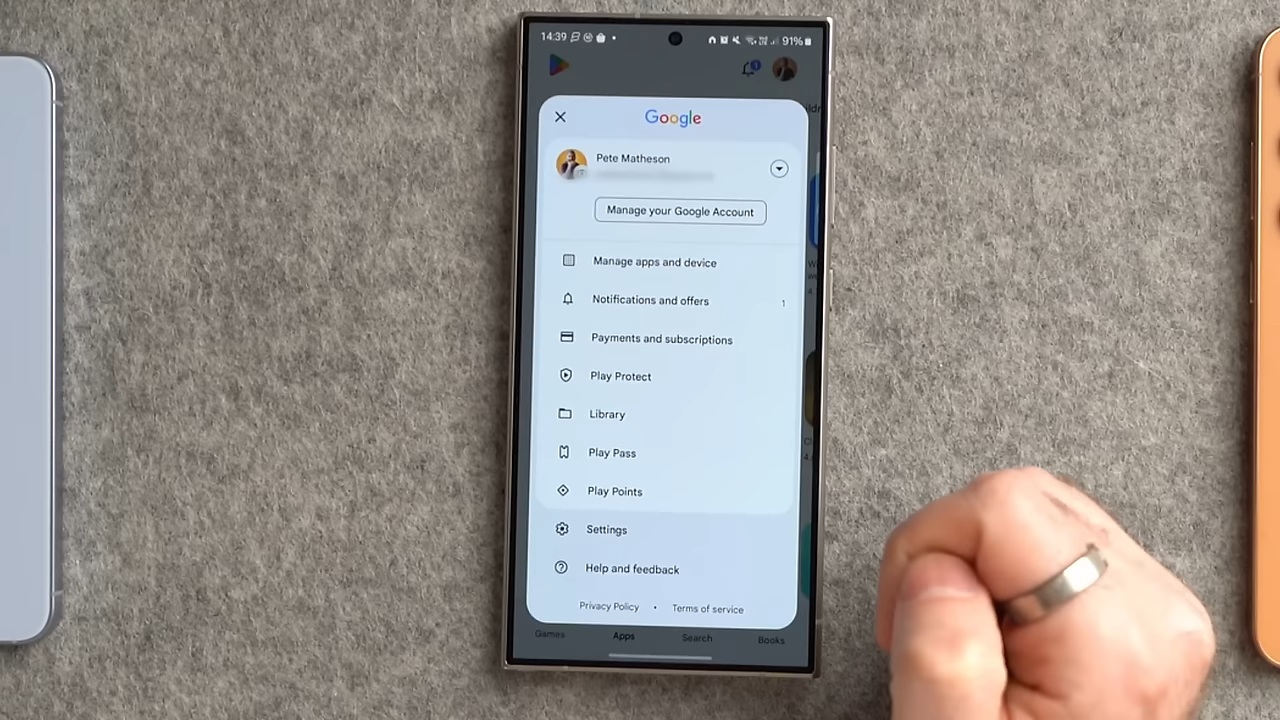 14:39
91%
1
Google
Pete Matheson
Manage your Google Account
Manage apps and device
Notifications and offers 1
Payments and subscriptions
Play Protect
Library
Play Pass
Play Points
Settings
Help and feedback
Privacy Policy • Terms of service
Games Apps Search Books